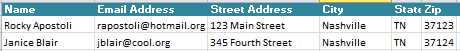 Name Email Address Street Address City State Zip
Rocky Apostoli rapostoli@hotmail.org 123 Main Street Nashville TN 37123
Janice Blair jblair@cool.org 345 Fourth Street Nashville TN 37124